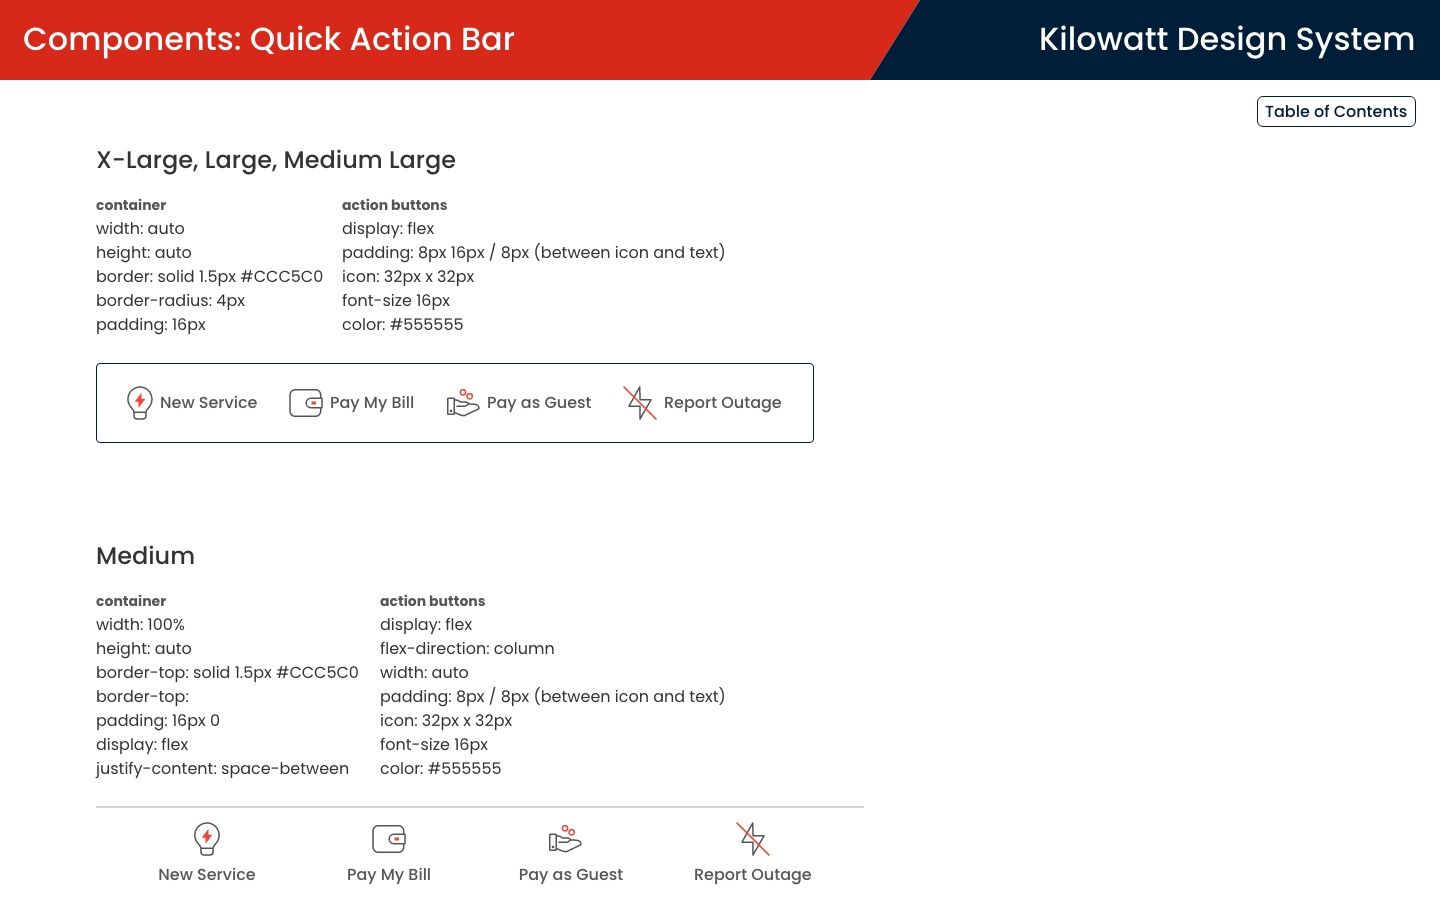 Components: Quick Action Bar
Kilowatt Design System
Table of Contents
X-Large, Large, Medium Large
container
width: auto
height: auto
border: solid 1.5px #CCC5C0
border-radius: 4px
padding: 16px
action buttons
display: flex
padding: 8px 16px / 8px (between icon and text)
icon: 32px x 32px
font-size 16px
color: #555555
New Service
Pay My Bill
Pay as Guest
Report Outage
Medium
container
width: 100%
height: auto
border-top: solid 1.5px #CCC5C0
border-top:
padding: 16px 0
display: flex
justify-content: space-between
action buttons
display: flex
flex-direction: column
width: auto
padding: 8px / 8px (between icon and text)
icon: 32px x 32px
font-size 16px
color: #555555
New Service
Pay My Bill
Pay as Guest
Report Outage